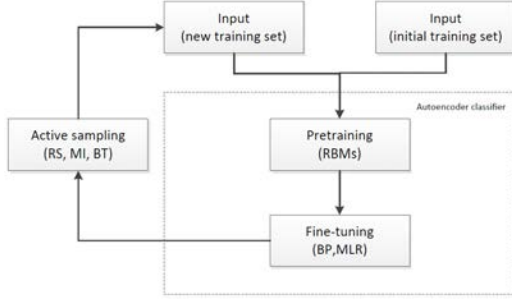 Input
(new training set)
Input
(initial training set)
Autoencoder classifier
Active sampling
(RS, MI, BT)
Pretraining
(RBMs)
Fine-tuning
(BP,MLR)